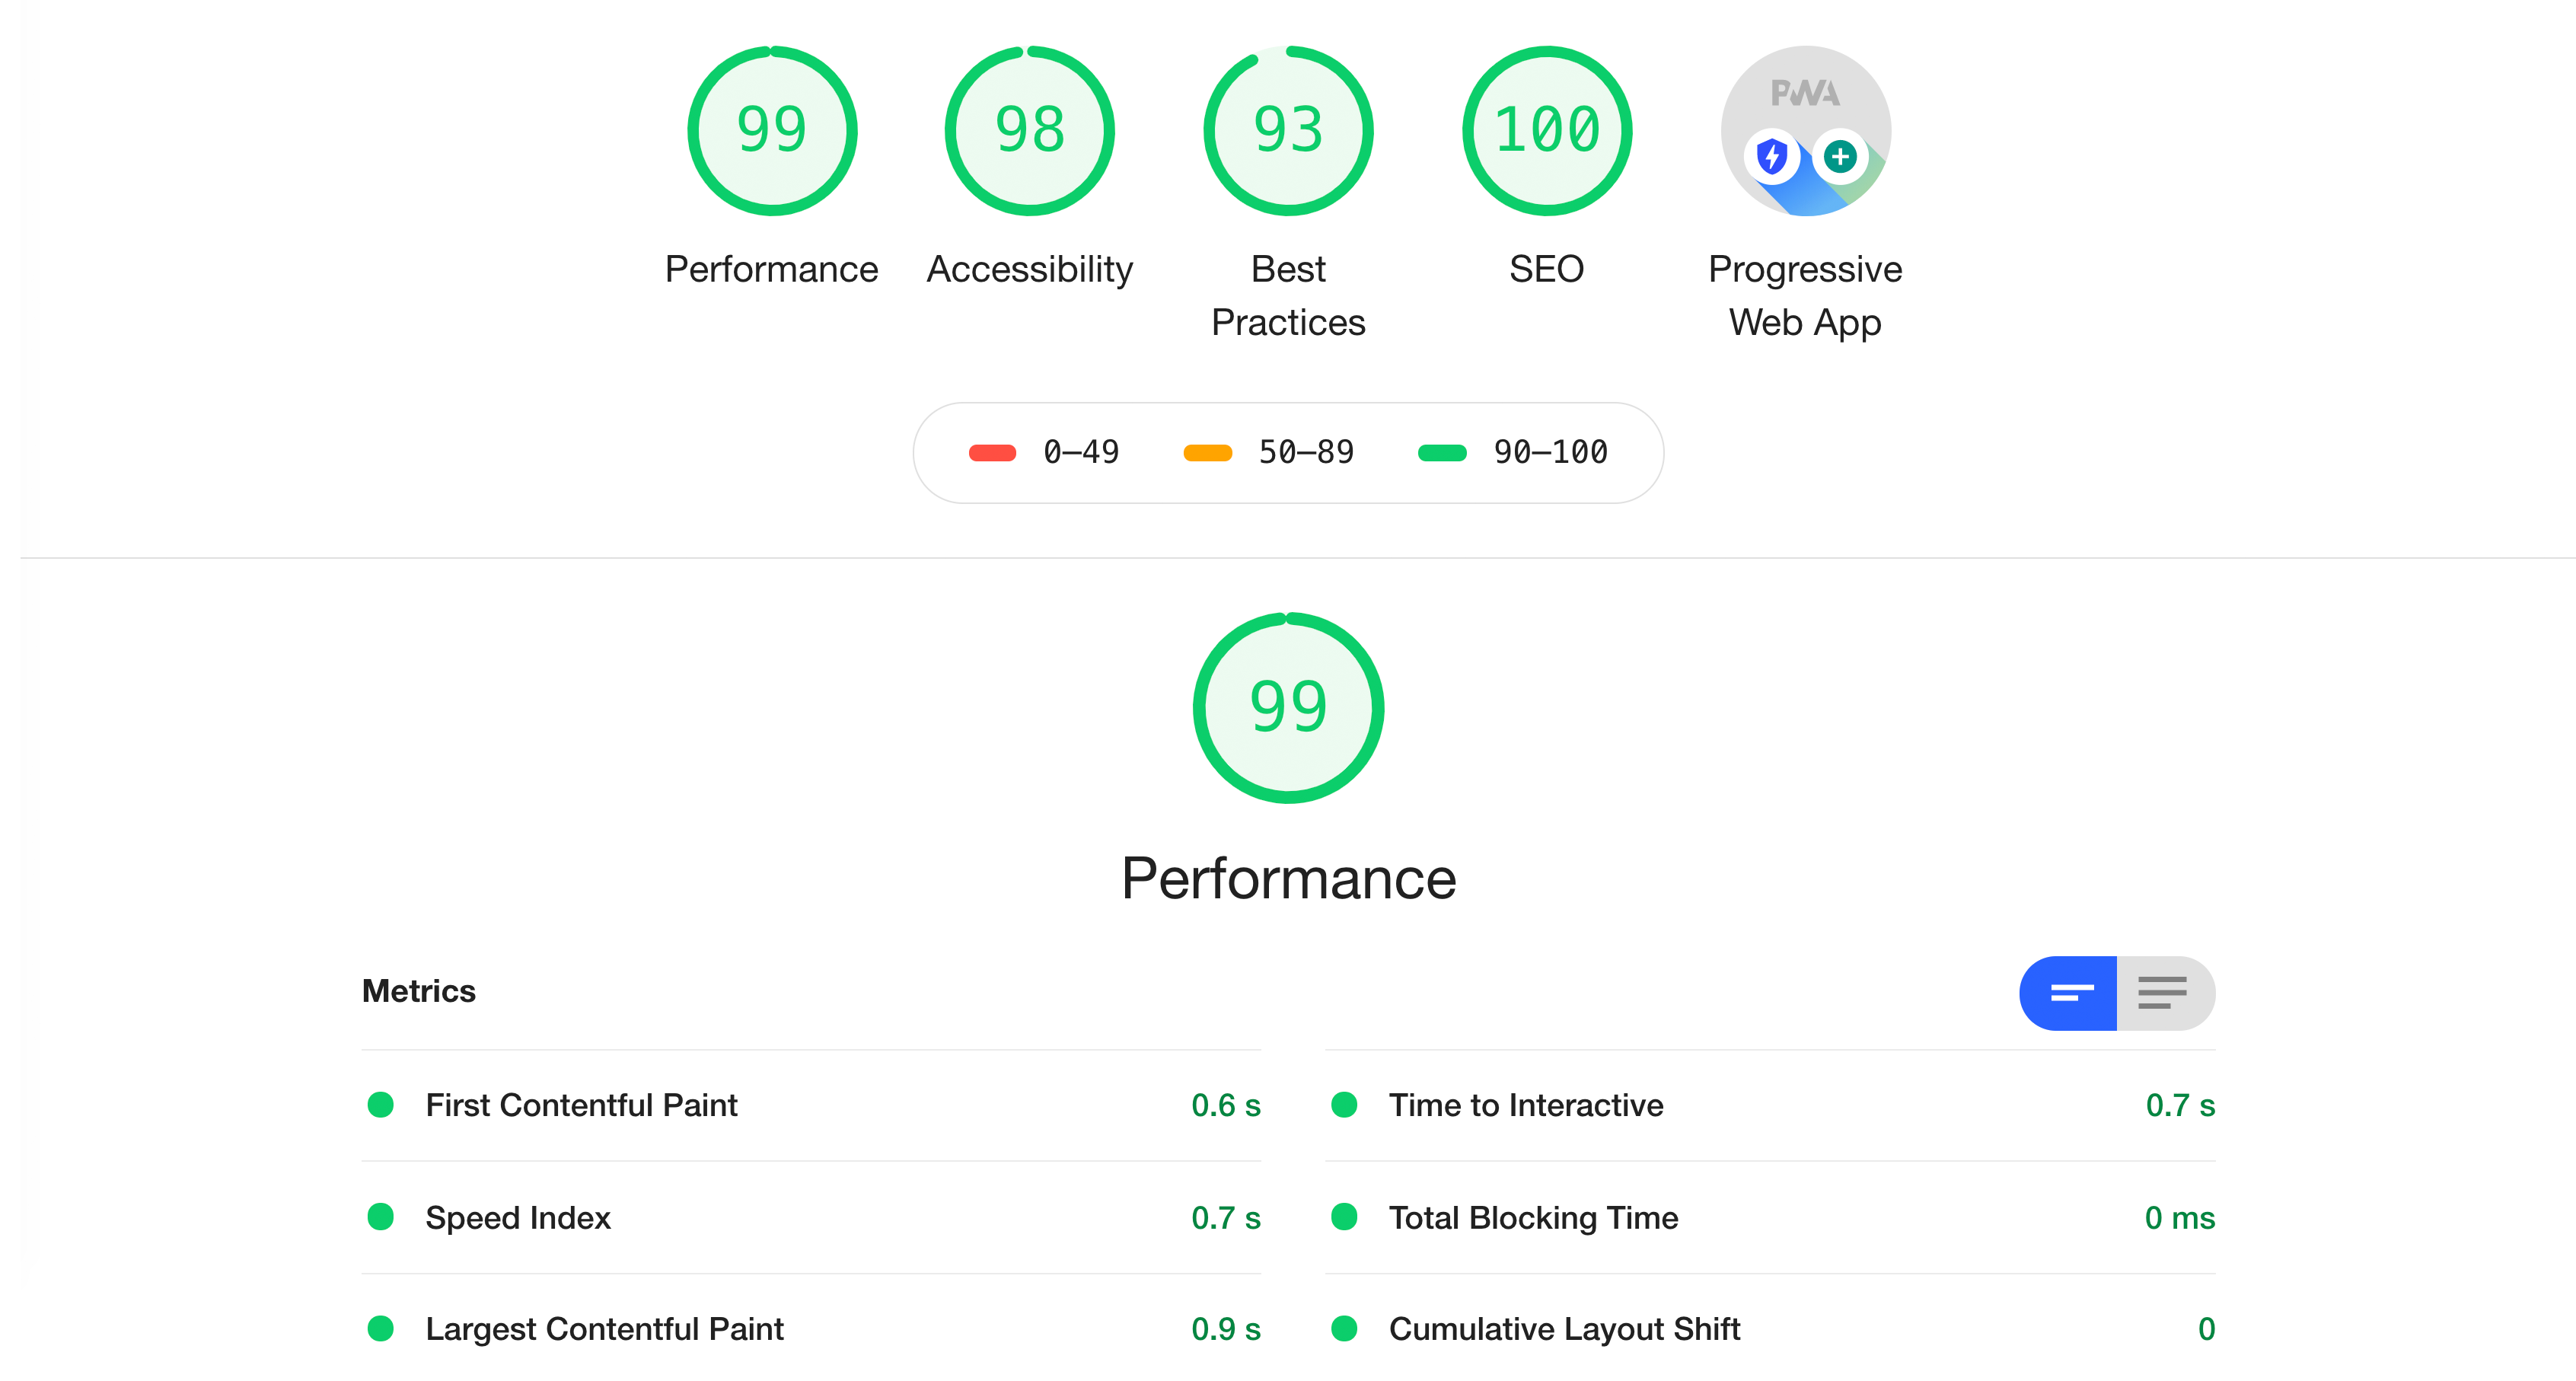 99
98
93
100
PWA
Performance
Accessibility
Best
Practices
SEO
Progressive
Web App
0–49
50–89
90–100
99
Performance
Metrics
First Contentful Paint 0.6 s
Time to Interactive 0.7 s
Speed Index 0.7 s
Total Blocking Time 0 ms
Largest Contentful Paint 0.9 s
Cumulative Layout Shift 0